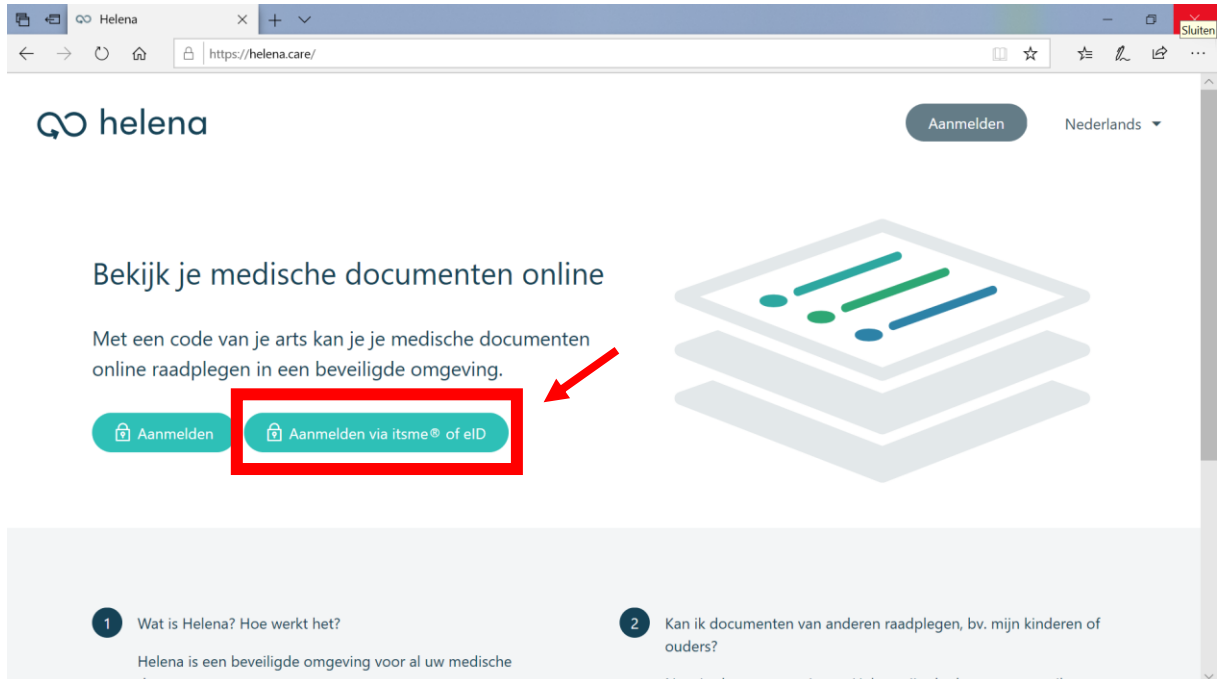 Helena
Sluiten
https://helena.care/
helena
Aanmelden
Nederlands
Bekijk je medische documenten online
Met een code van je arts kan je je medische documenten
online raadplegen in een beveiligde omgeving.
Aanmelden
Aanmelden via itsme® of eID
1
Wat is Helena? Hoe werkt het?
Helena is een beveiligde omgeving voor al uw medische
2
Kan ik documenten van anderen raadplegen, bv. mijn kinderen of
ouders?